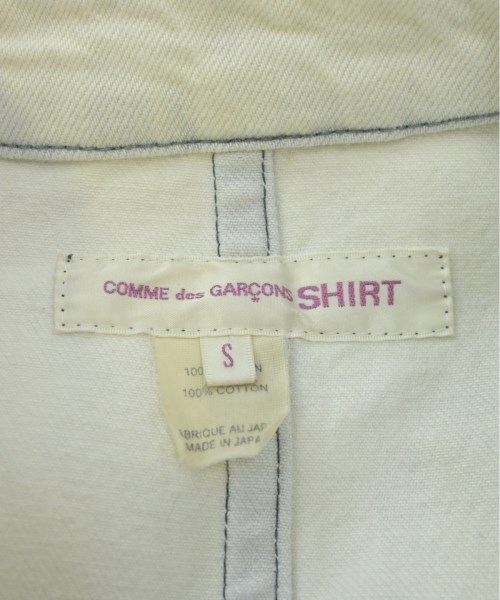 COMME des GARÇONS SHIRT
S
100% COTTON
MADE IN JAPA